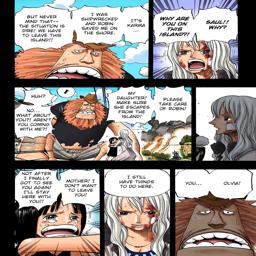 BUT NEVER
MIND THAT--
THE SITUATION IS
DIRE! WE HAVE
TO LEAVE THIS
ISLAND!!
I WAS
SHIPWRECKED
AND ROBIN
SAVED ME ON
THE SHORE.
IT'S
KARMA
WHY ARE
YOU ON
THIS
ISLAND?!
SAUL!!
WHY?
HUH?
NO...
WHAT ABOUT
YOU?! AREN'T
YOU COMING
WITH ME?!
MY
DAUGHTER!
MAKE SURE
SHE ESCAPES
FROM THE
ISLAND!
PLEASE
TAKE CARE
OF ROBIN!
NOT AFTER
I FINALLY
GOT TO
SEE YOU
AGAIN!
I'LL STAY
HERE WITH
YOU!!
MOTHER! I
DON'T WANT
TO LEAVE
YOU!
I STILL
HAVE THINGS
TO DO HERE.
YOU...
OLVIA!